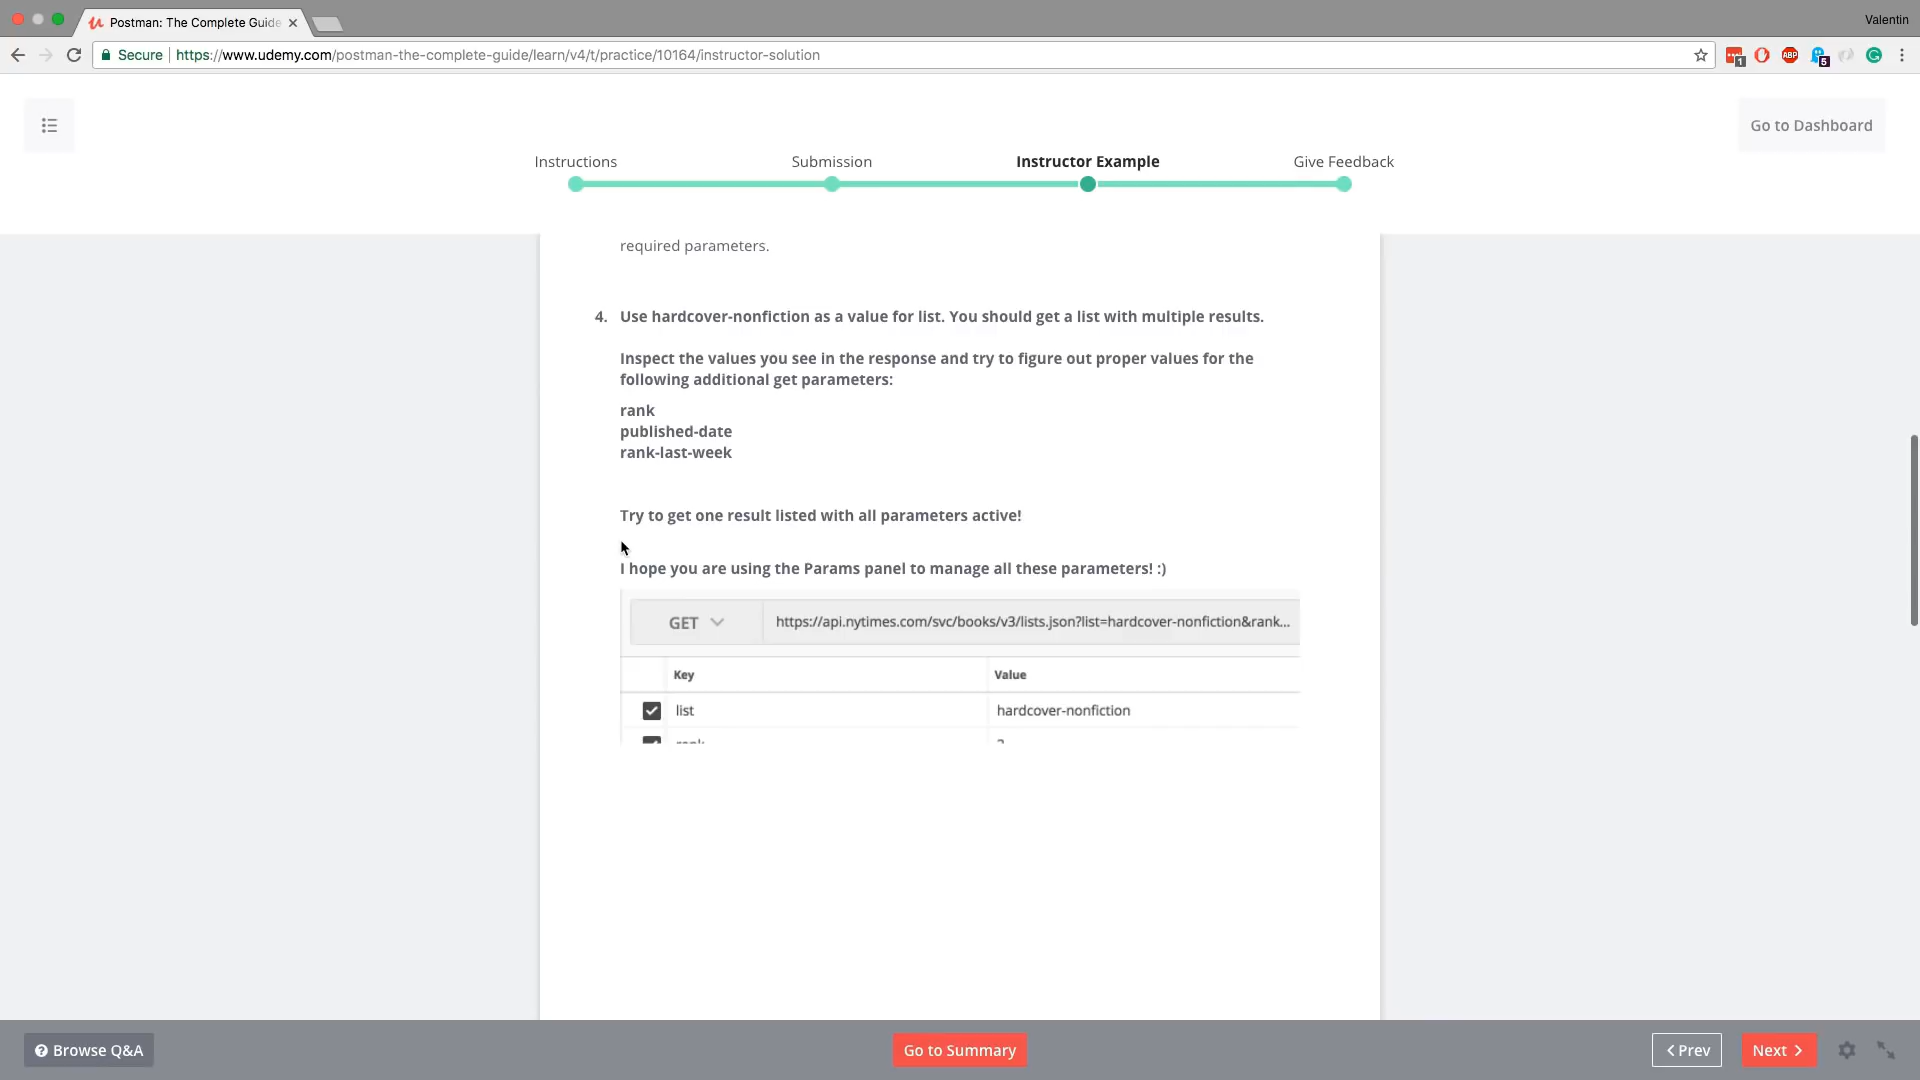 Postman: The Complete Guide
Valentin
Secure https://www.udemy.com/postman-the-complete-guide/learn/v4/t/practice/10164/instructor-solution
1
ABP
5
Go to Dashboard
Instructions Submission Instructor Example Give Feedback
required parameters.
4. Use hardcover-nonfiction as a value for list. You should get a list with multiple results.
Inspect the values you see in the response and try to figure out proper values for the
following additional get parameters:
rank
published-date
rank-last-week
Try to get one result listed with all parameters active!
I hope you are using the Params panel to manage all these parameters! :)
GET https://api.nytimes.com/svc/books/v3/lists.json?list=hardcover-nonfiction&rank...
Key Value
list hardcover-nonfiction
Browse Q&A Go to Summary Prev Next